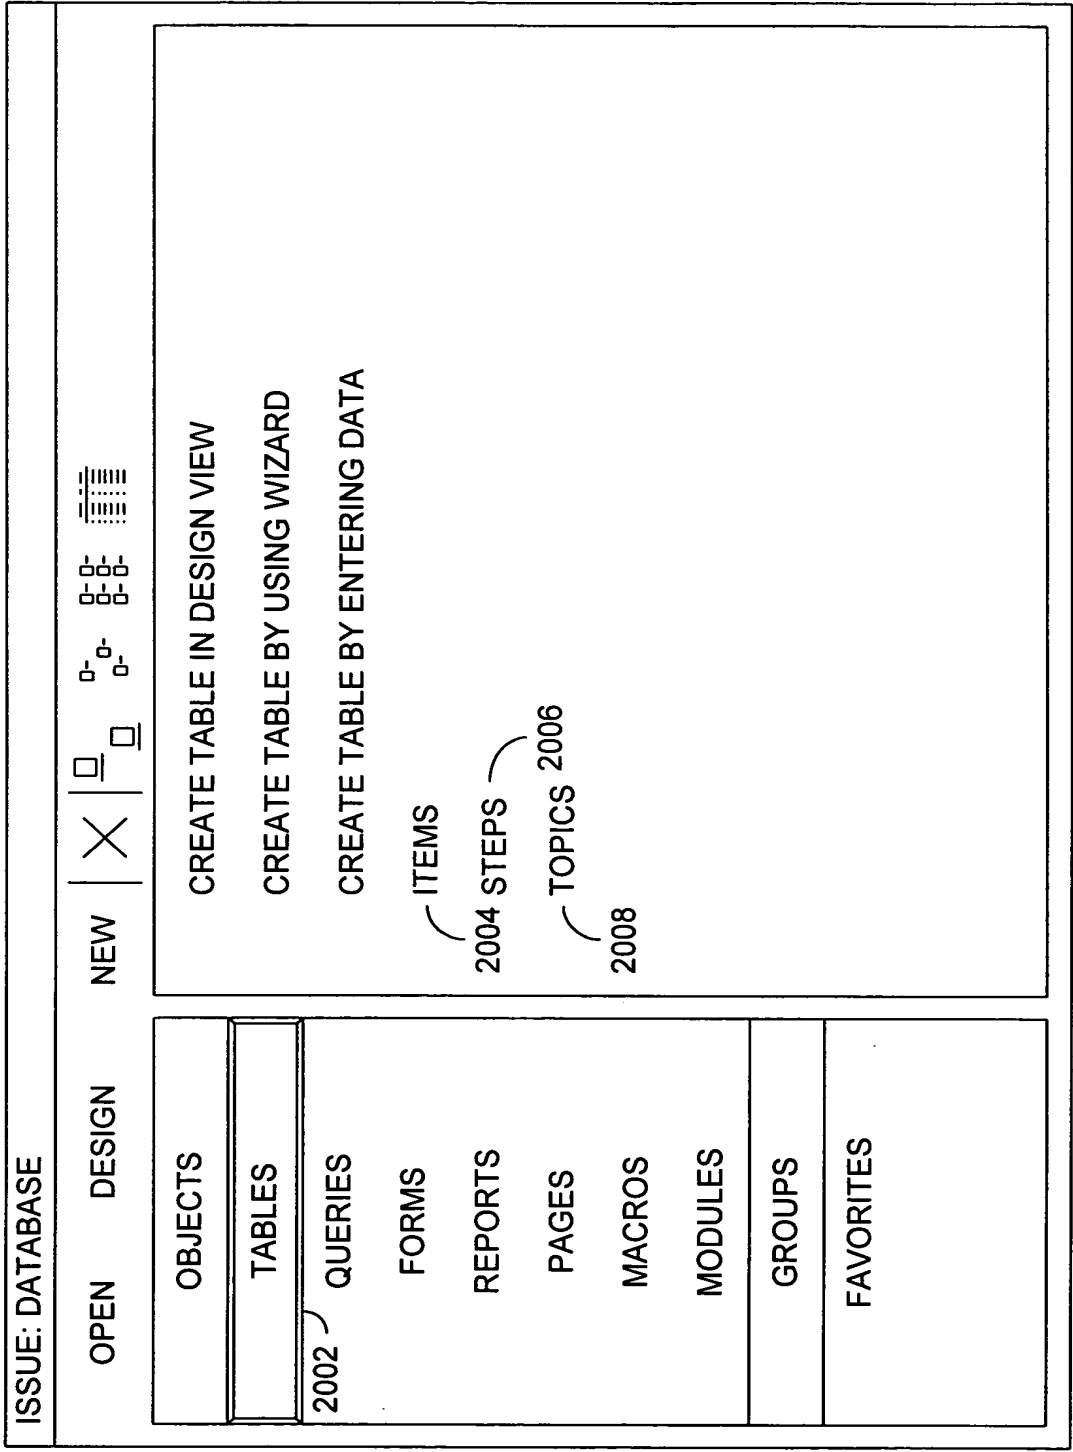 ISSUE: DATABASE
OPEN DESIGN NEW
OBJECTS
TABLES
2002
QUERIES
FORMS
REPORTS
PAGES
MACROS
MODULES
GROUPS
FAVORITES
CREATE TABLE IN DESIGN VIEW
CREATE TABLE BY USING WIZARD
CREATE TABLE BY ENTERING DATA
ITEMS
2004 STEPS
TOPICS 2006
2008